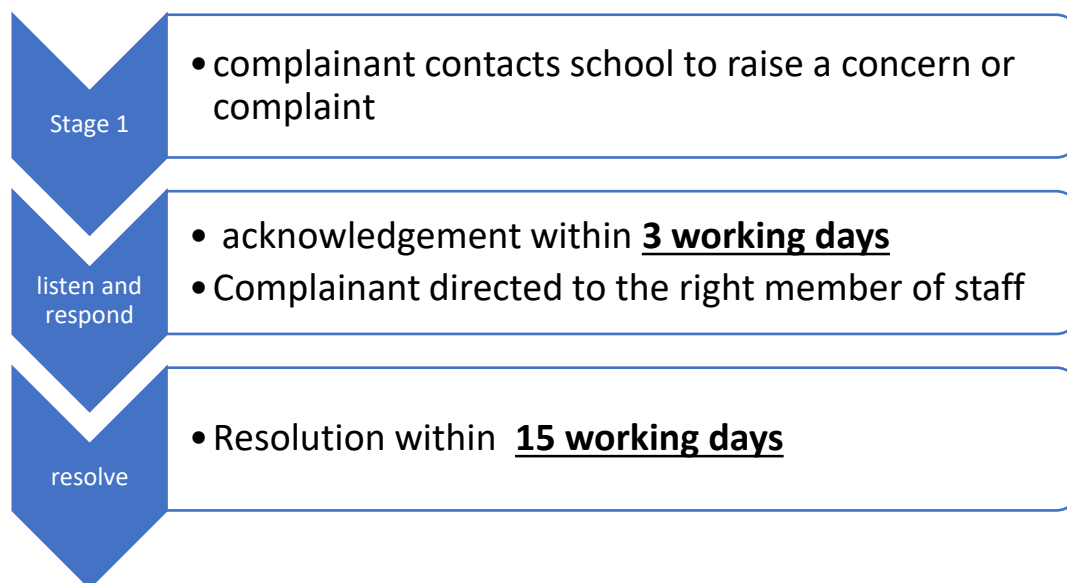 Stage 1
• complainant contacts school to raise a concern or
complaint
listen and
respond
• acknowledgement within 3 working days
• Complainant directed to the right member of staff
resolve
• Resolution within 15 working days